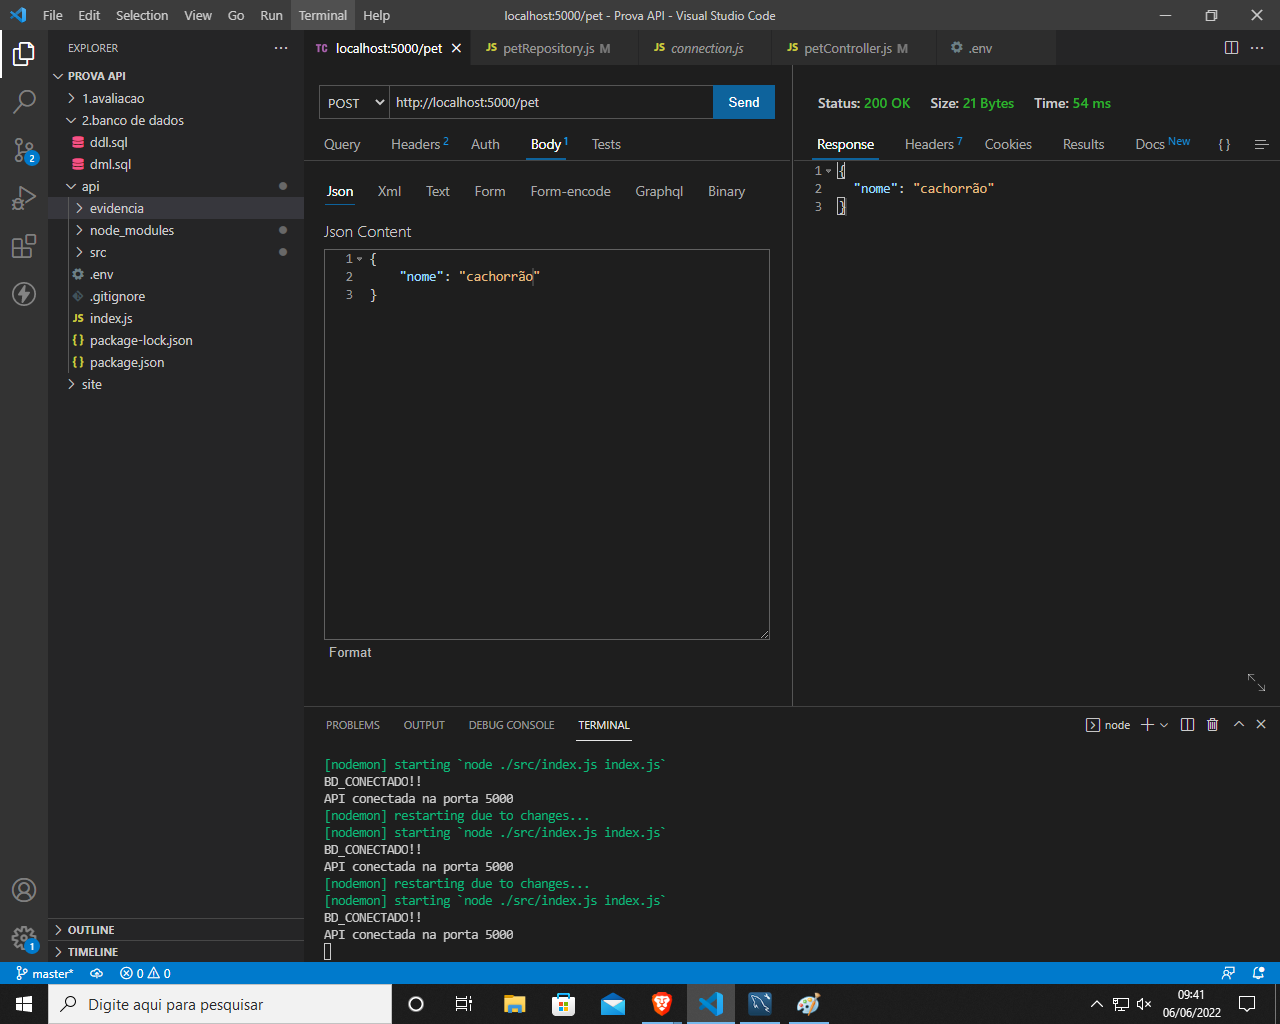 File Edit Selection View Go Run Terminal Help
localhost:5000/pet - Prova API - Visual Studio Code
EXPLORER
PROVA API
1.avaliacao
2.banco de dados
ddl.sql
dml.sql
api
evidencia
node_modules
src
.env
.gitignore
JS index.js
{} package-lock.json
{} package.json
site
OUTLINE
TIMELINE
2
1
TC localhost:5000/pet
JS petRepository.js M
JS connection.js
JS petController.js M
.env
POST http://localhost:5000/pet Send
Query Headers 2 Auth Body 1 Tests
Json Xml Text Form Form-encode Graphql Binary
Json Content
1 {
2 "nome": "cachorrão"
3 }
Format
Status: 200 OK Size: 21 Bytes Time: 54 ms
Response Headers 7 Cookies Results Docs New {}
1 {
2 "nome": "cachorrão"
3 }
PROBLEMS OUTPUT DEBUG CONSOLE TERMINAL
node
[nodemon] starting `node ./src/index.js index.js`
BD_CONECTADO!!
API conectada na porta 5000
[nodemon] restarting due to changes...
[nodemon] starting `node ./src/index.js index.js`
BD_CONECTADO!!
API conectada na porta 5000
[nodemon] restarting due to changes...
[nodemon] starting `node ./src/index.js index.js`
BD_CONECTADO!!
API conectada na porta 5000
master* 0 0
Digite aqui para pesquisar
09:41
06/06/2022